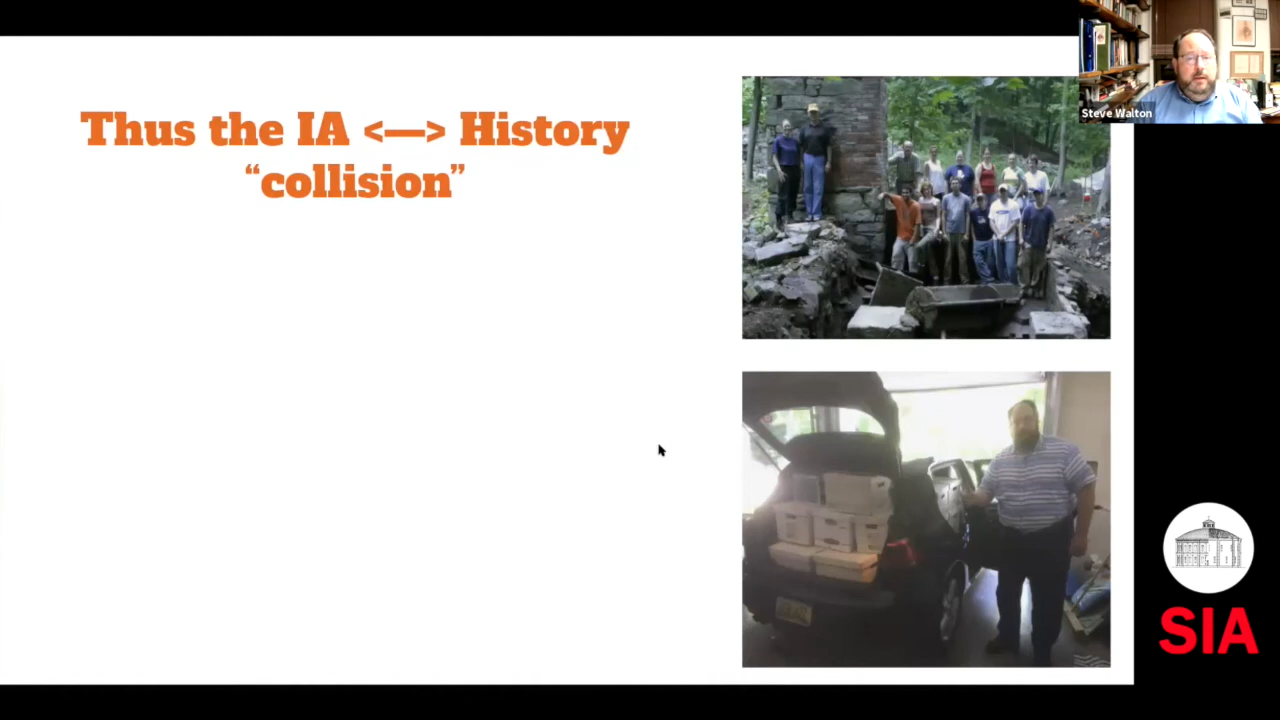 Thus the IA <—> History
“collision”
Steve Walton
SIA